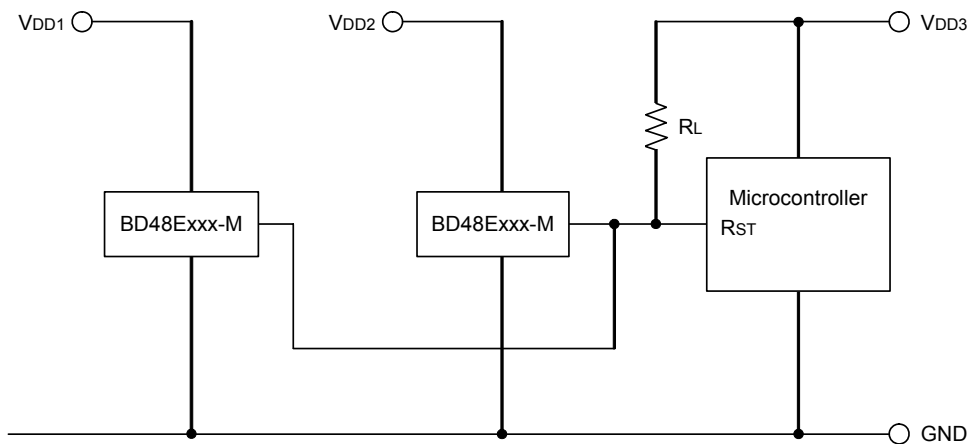 VDD1
VDD2
VDD3
RL
BD48Exxx-M
BD48Exxx-M
Microcontroller
RST
GND